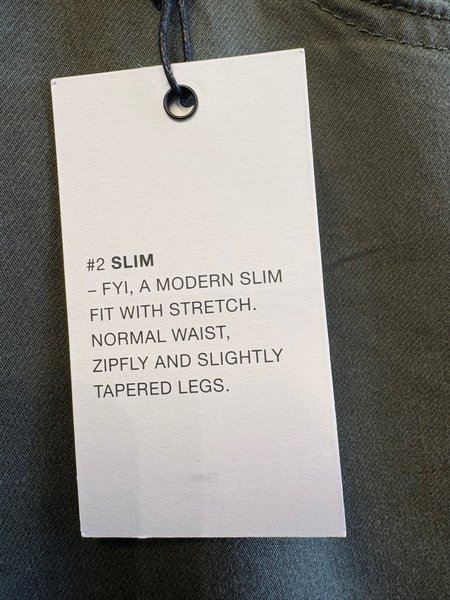 #2 SLIM
– FYI, A MODERN SLIM
FIT WITH STRETCH.
NORMAL WAIST,
ZIPFLY AND SLIGHTLY
TAPERED LEGS.